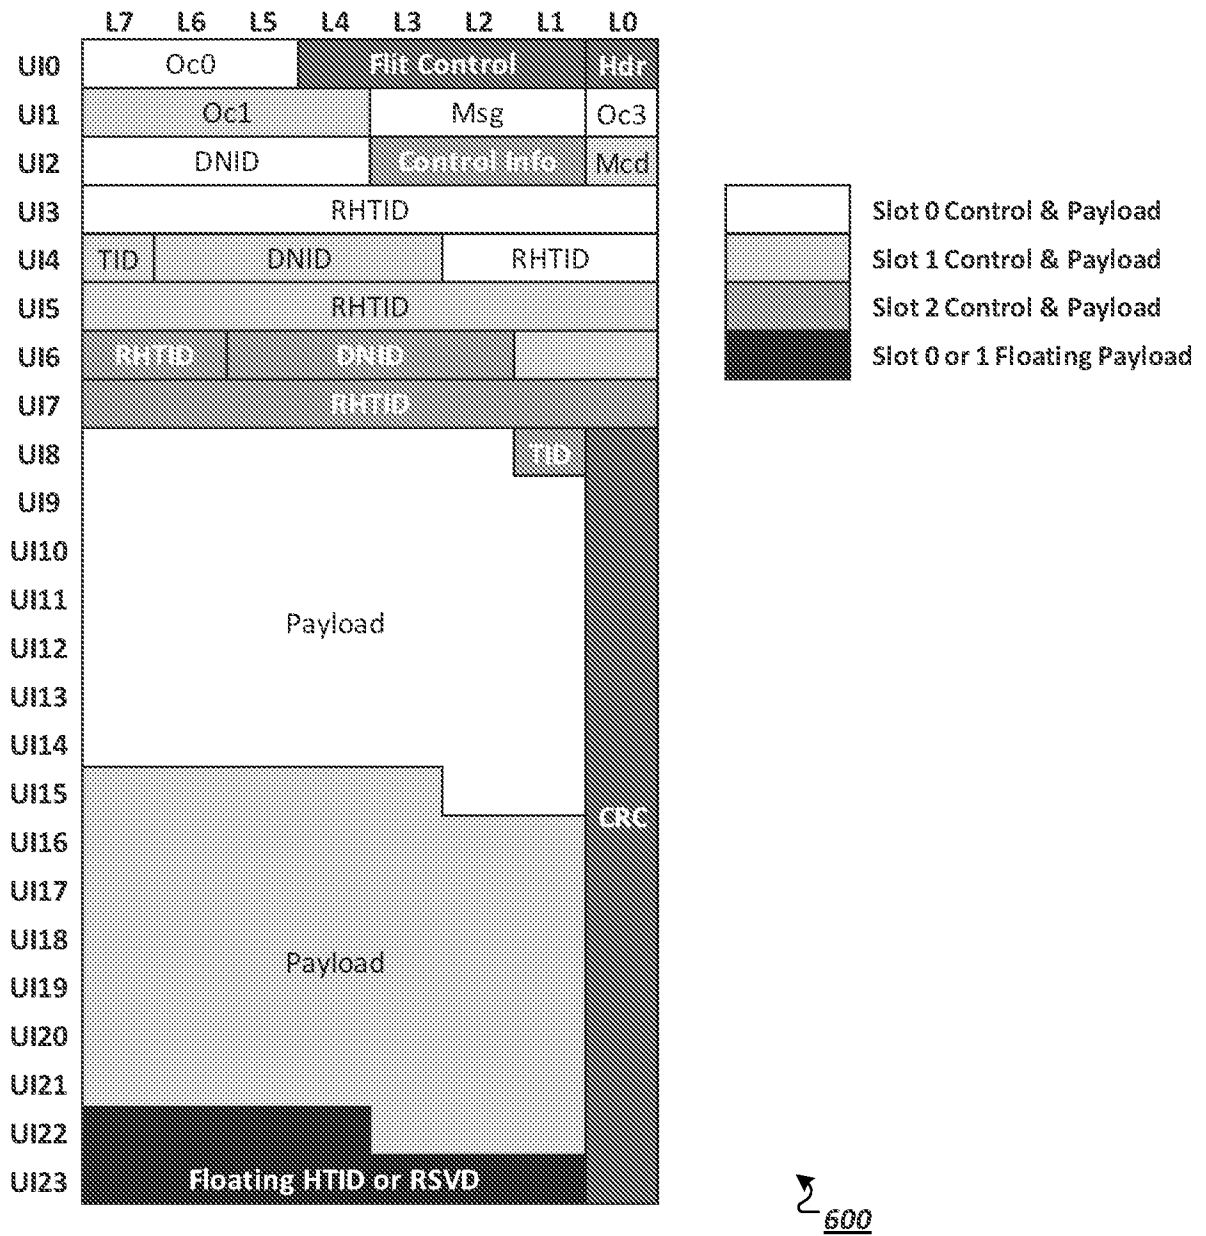 L7 L6 L5 L4 L3 L2 L1 L0
UI0 Oc0 Flit Control Hdr
UI1 Oc1 Msg Oc3
UI2 DNID Control Info Mcd
UI3 RHTID
UI4 TID DNID RHTID
UI5 RHTID
UI6 RHTID DNID
UI7 RHTID
UI8 TID
UI9
UI10
UI11
Payload
UI12
UI13
UI14
UI15
CRC
UI16
UI17
UI18
Payload
UI19
UI20
UI21
UI22
UI23 Floating HTID or RSVD
Slot 0 Control & Payload
Slot 1 Control & Payload
Slot 2 Control & Payload
Slot 0 or 1 Floating Payload
600